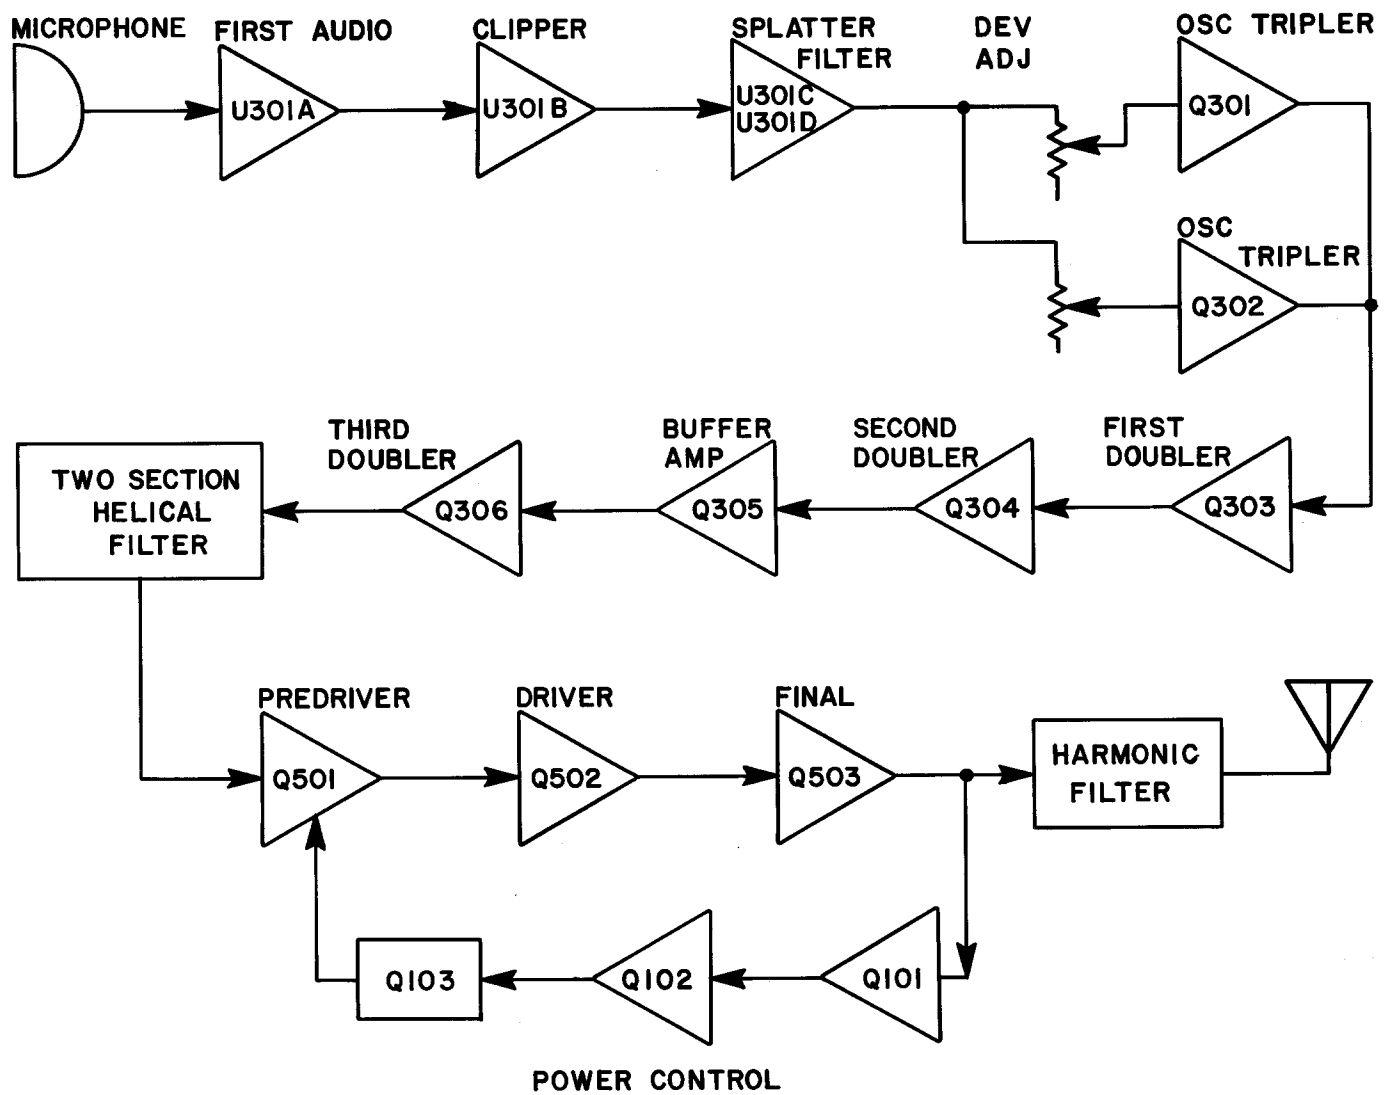 MICROPHONE
FIRST AUDIO
U301A
CLIPPER
U301B
SPLATTER
FILTER
U301C
U301D
DEV
ADJ
OSC TRIPLER
Q301
OSC
TRIPLER
Q302
FIRST
DOUBLER
Q303
SECOND
DOUBLER
Q304
BUFFER
AMP
Q305
THIRD
DOUBLER
Q306
TWO SECTION
HELICAL
FILTER
PREDRIVER
Q501
DRIVER
Q502
FINAL
Q503
HARMONIC
FILTER
Q101
Q102
Q103
POWER CONTROL